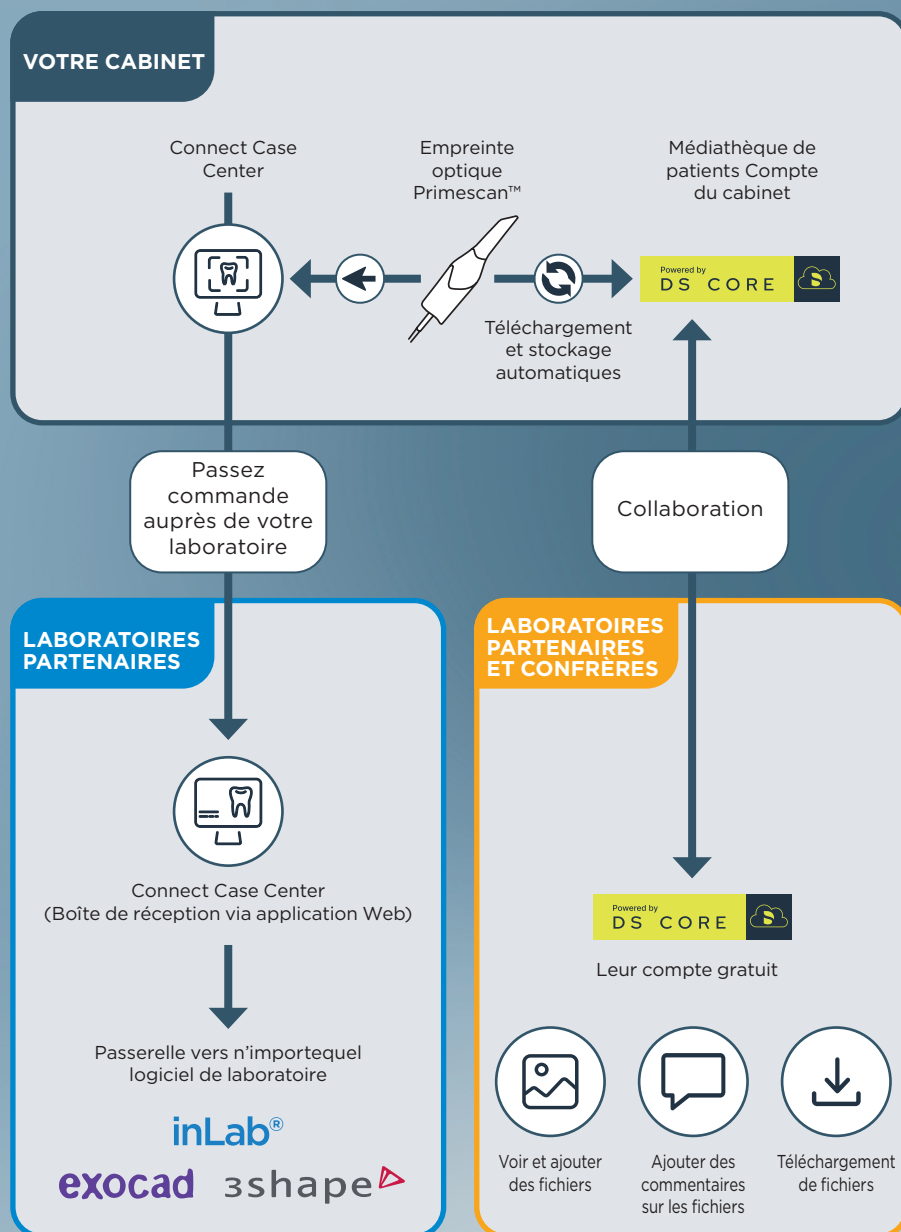 VOTRE CABINET
Connect Case
Center
Empreinte
optique
Primescan™
Médiathèque de
patients Compte
du cabinet
Powered by
DS CORE
Téléchargement
et stockage
automatiques
Passez
commande
auprès de votre
laboratoire
Collaboration
LABORATOIRES
PARTENAIRES
Connect Case Center
(Boîte de réception via application Web)
Passerelle vers n'importequel
logiciel de laboratoire
inLab®
exocad
3shape
LABORATOIRES
PARTENAIRES
ET CONFRÈRES
Powered by
DS CORE
Leur compte gratuit
Voir et ajouter
des fichiers
Ajouter des
commentaires
sur les fichiers
Téléchargement
de fichiers